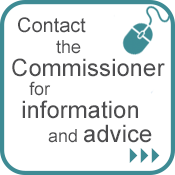 Contact
the
Commissioner
for
information
and advice